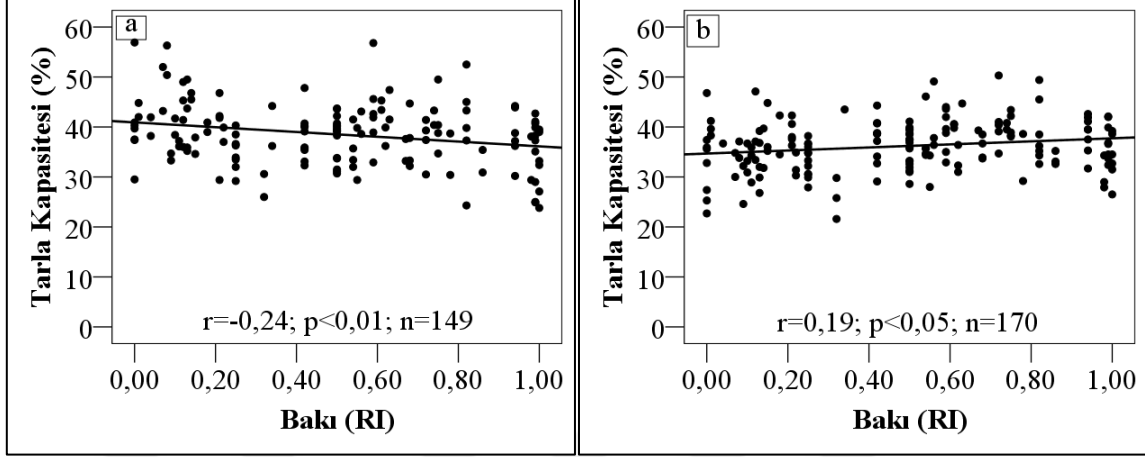 a
Tarla Kapasitesi (%)
60
50
40
30
20
10
0
r=-0,24; p<0,01; n=149
0,00 0,20 0,40 0,60 0,80 1,00
Bakı (RI)
b
Tarla Kapasitesi (%)
60
50
40
30
20
10
0
r=0,19; p<0,05; n=170
0,00 0,20 0,40 0,60 0,80 1,00
Bakı (RI)